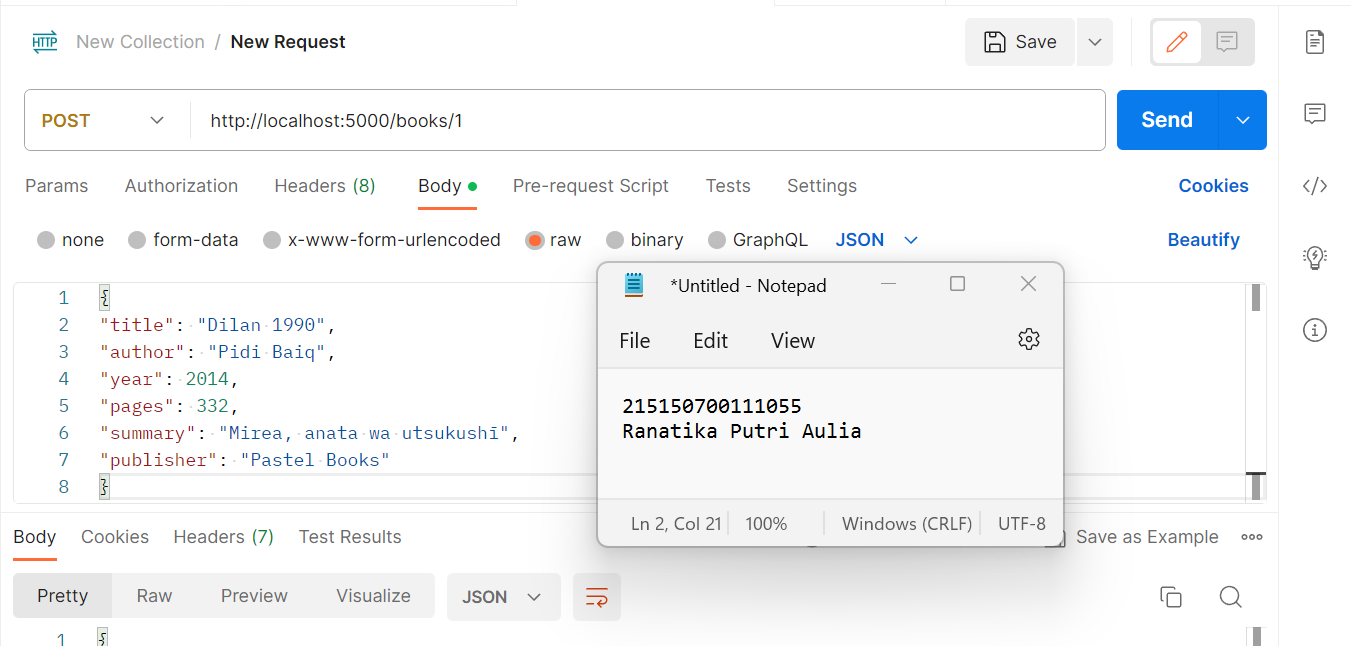 HTTP New Collection / New Request Save
POST http://localhost:5000/books/1 Send
Params Authorization Headers (8) Body Pre-request Script Tests Settings Cookies
none form-data x-www-form-urlencoded raw binary GraphQL JSON Beautify
1 {
2 "title": "Dilan 1990",
3 "author": "Pidi Baiq",
4 "year": 2014,
5 "pages": 332,
6 "summary": "Mirea, anata wa utsukushī",
7 "publisher": "Pastel Books"
8 }
*Untitled - Notepad
File Edit View
215150700111055
Ranatika Putri Aulia
Ln 2, Col 21 100% Windows (CRLF) UTF-8
Body Cookies Headers (7) Test Results Save as Example
Pretty Raw Preview Visualize JSON
1 {